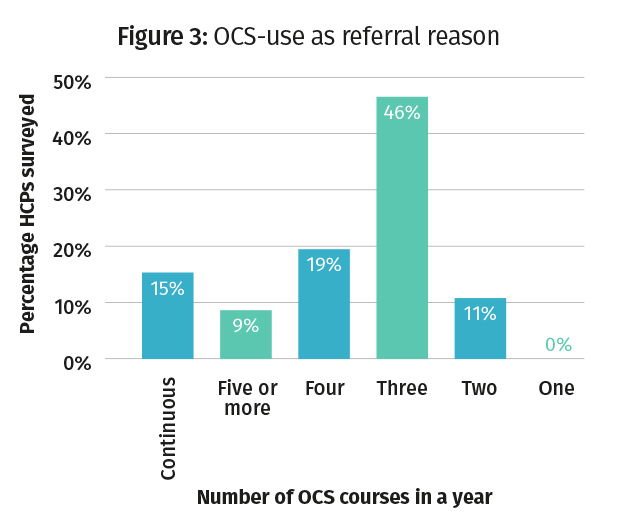 Figure 3: OCS-use as referral reason
Percentage HCPs surveyed
50%
40%
30%
20%
10%
0%
15%
9%
19%
46%
11%
0%
Continuous
Five or
more
Four
Three
Two
One
Number of OCS courses in a year